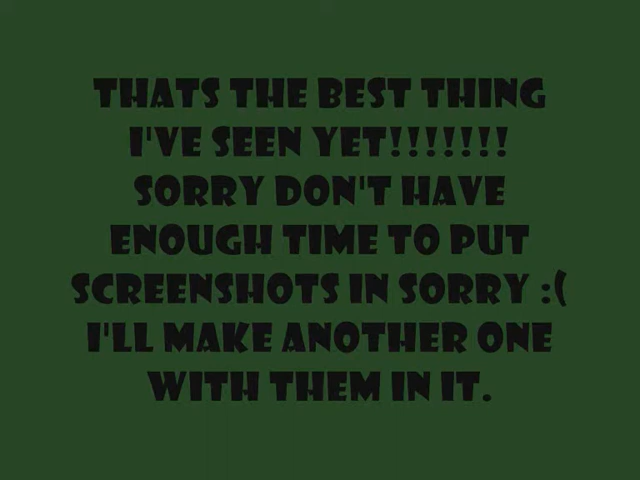 THATS THE BEST THING
I'VE SEEN YET!!!!!!!
SORRY DON'T HAVE
ENOUGH TIME TO PUT
SCREENSHOTS IN SORRY :(
I'LL MAKE ANOTHER ONE
WITH THEM IN IT.